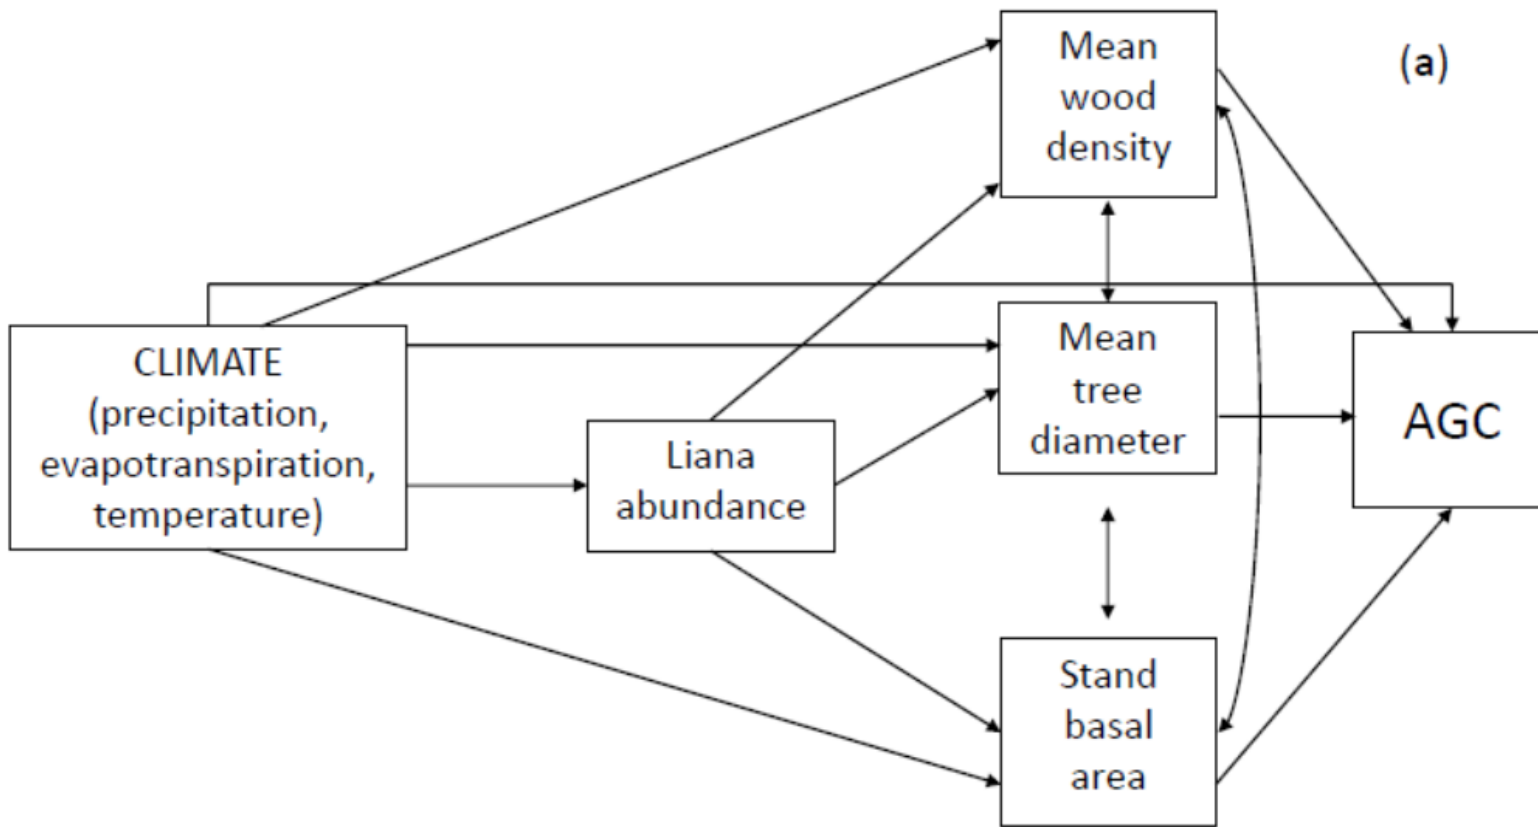 Mean
wood
density
(a)
CLIMATE
(precipitation,
evapotranspiration,
temperature)
Liana
abundance
Mean
tree
diameter
AGC
Stand
basal
area